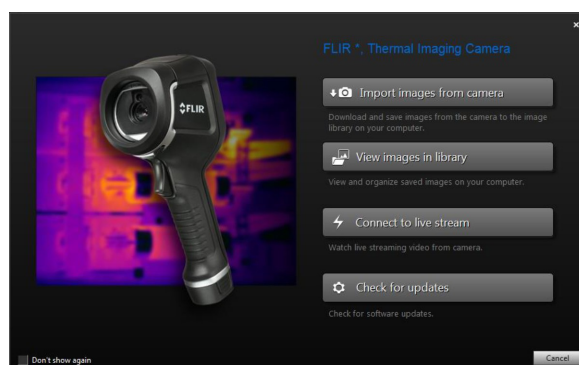 ×
FLIR *, Thermal Imaging Camera
FLIR
Import images from camera
Download and save images from the camera to the image
library on your computer.
View images in library
View and organize saved images on your computer.
Connect to live stream
Watch live streaming video from camera.
Check for updates
Check for software updates.
Don't show again
Cancel